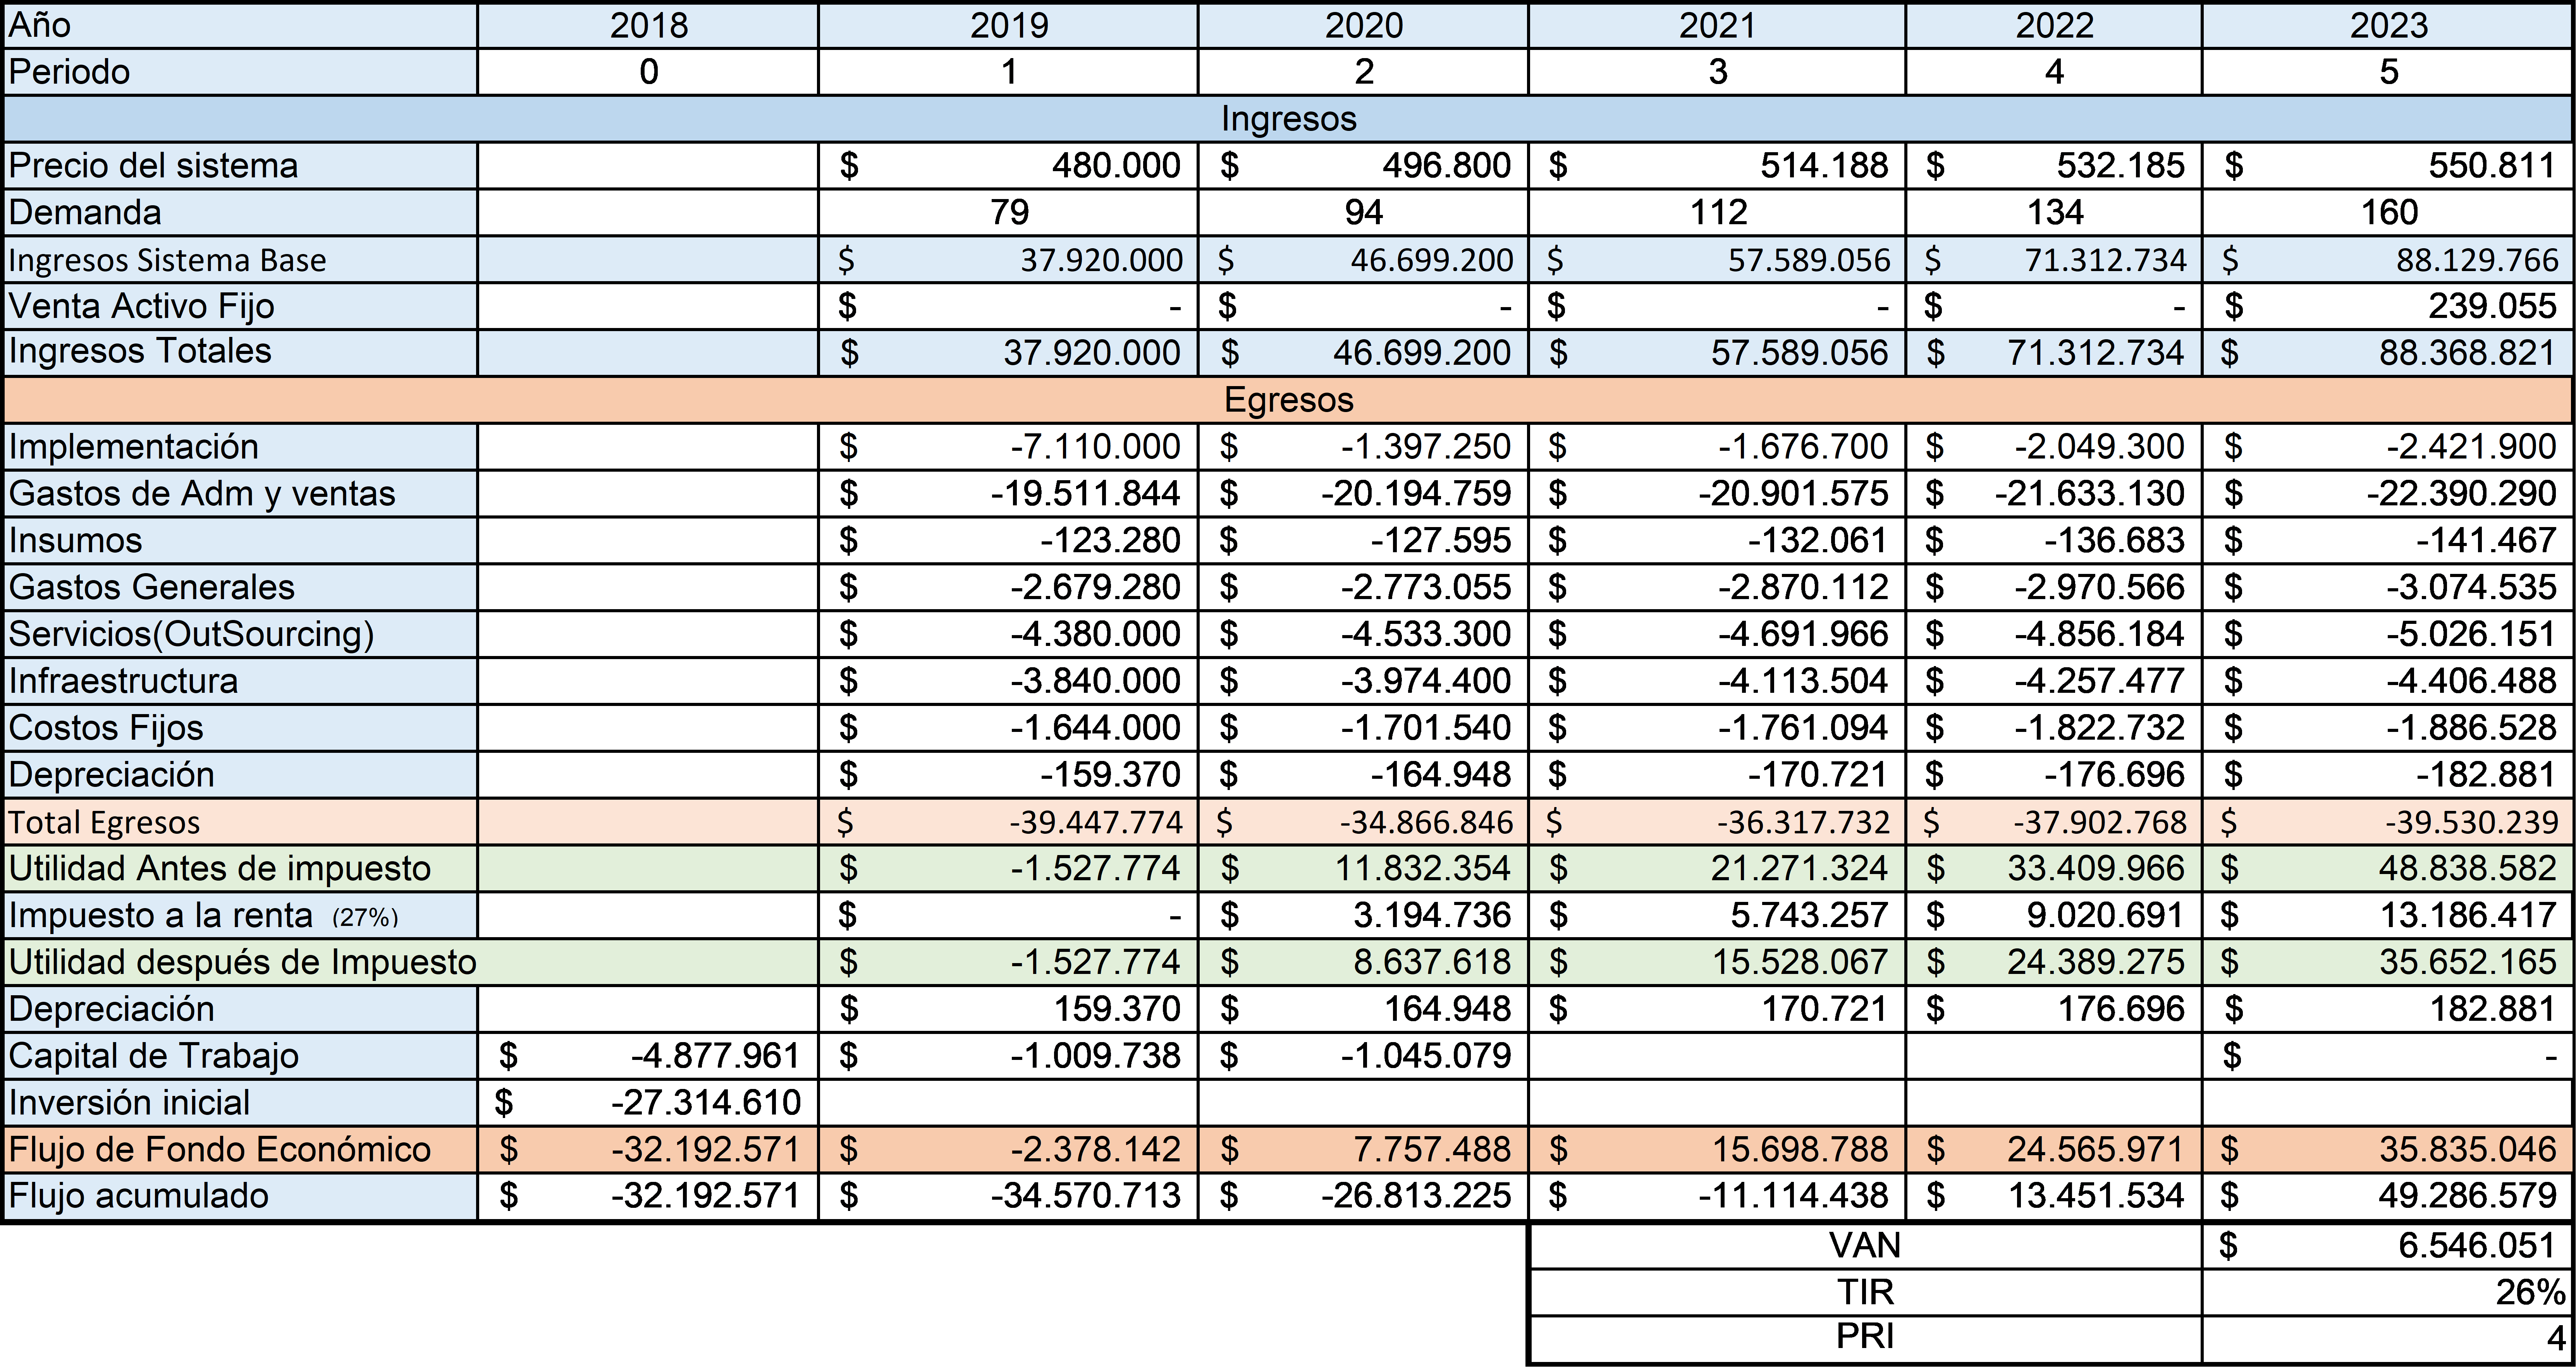 Año 2018 2019 2020 2021 2022 2023
Periodo 0 1 2 3 4 5
Ingresos
Precio del sistema $ 480.000 $ 496.800 $ 514.188 $ 532.185 $ 550.811
Demanda 79 94 112 134 160
Ingresos Sistema Base $ 37.920.000 $ 46.699.200 $ 57.589.056 $ 71.312.734 $ 88.129.766
Venta Activo Fijo $ - $ - $ - $ - $ 239.055
Ingresos Totales $ 37.920.000 $ 46.699.200 $ 57.589.056 $ 71.312.734 $ 88.368.821
Egresos
Implementación $ -7.110.000 $ -1.397.250 $ -1.676.700 $ -2.049.300 $ -2.421.900
Gastos de Adm y ventas $ -19.511.844 $ -20.194.759 $ -20.901.575 $ -21.633.130 $ -22.390.290
Insumos $ -123.280 $ -127.595 $ -132.061 $ -136.683 $ -141.467
Gastos Generales $ -2.679.280 $ -2.773.055 $ -2.870.112 $ -2.970.566 $ -3.074.535
Servicios(OutSourcing) $ -4.380.000 $ -4.533.300 $ -4.691.966 $ -4.856.184 $ -5.026.151
Infraestructura $ -3.840.000 $ -3.974.400 $ -4.113.504 $ -4.257.477 $ -4.406.488
Costos Fijos $ -1.644.000 $ -1.701.540 $ -1.761.094 $ -1.822.732 $ -1.886.528
Depreciación $ -159.370 $ -164.948 $ -170.721 $ -176.696 $ -182.881
Total Egresos $ -39.447.774 $ -34.866.846 $ -36.317.732 $ -37.902.768 $ -39.530.239
Utilidad Antes de impuesto $ -1.527.774 $ 11.832.354 $ 21.271.324 $ 33.409.966 $ 48.838.582
Impuesto a la renta (27%) $ - $ 3.194.736 $ 5.743.257 $ 9.020.691 $ 13.186.417
Utilidad después de Impuesto $ -1.527.774 $ 8.637.618 $ 15.528.067 $ 24.389.275 $ 35.652.165
Depreciación $ 159.370 $ 164.948 $ 170.721 $ 176.696 $ 182.881
Capital de Trabajo $ -4.877.961 $ -1.009.738 $ -1.045.079 $ -
Inversión inicial $ -27.314.610
Flujo de Fondo Económico $ -32.192.571 $ -2.378.142 $ 7.757.488 $ 15.698.788 $ 24.565.971 $ 35.835.046
Flujo acumulado $ -32.192.571 $ -34.570.713 $ -26.813.225 $ -11.114.438 $ 13.451.534 $ 49.286.579
VAN $ 6.546.051
TIR 26%
PRI 4